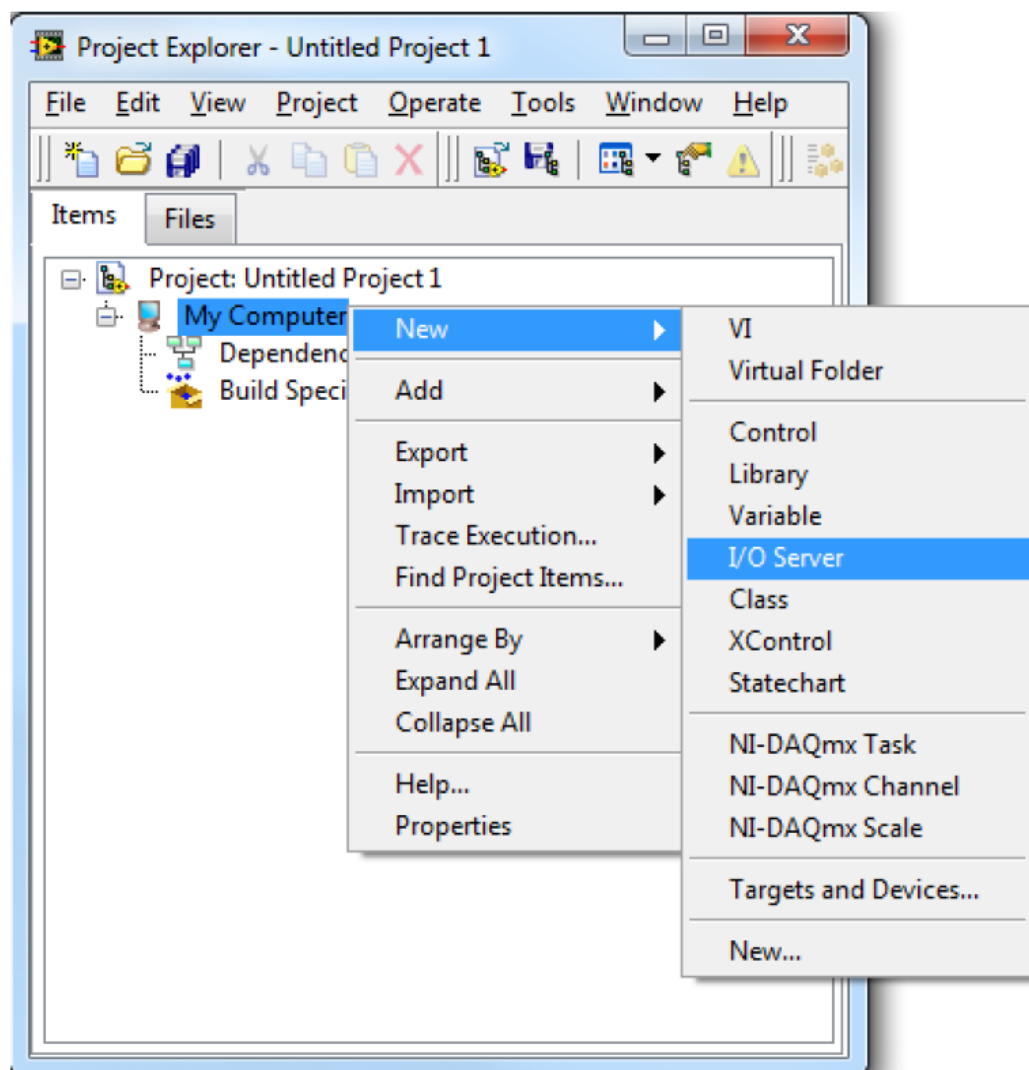 Project Explorer - Untitled Project 1
File Edit View Project Operate Tools Window Help
Items Files
Project: Untitled Project 1
My Computer
Build Speci
New
Add
Export
Import
Trace Execution...
Find Project Items...
Arrange By
Expand All
Collapse All
Help...
Properties
VI
Virtual Folder
Control
Library
Variable
I/O Server
Class
XControl
Statechart
NI-DAQmx Task
NI-DAQmx Channel
NI-DAQmx Scale
Targets and Devices...
New...